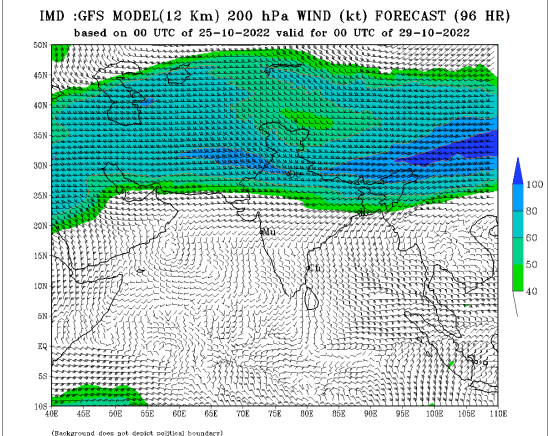 IMD :GFS MODEL(12 Km) 200 hPa WIND (kt) FORECAST (96 HR)
based on 00 UTC of 25-10-2022 valid for 00 UTC of 29-10-2022
50N
45N
40N
35N
30N
25N
20N
15N
10N
5N
EQ
5S
10S
Mu
100
80
60
50
40
40E 45E 50E 55E 60E 65E 70E 75E 80E 85E 90E 95E 100E 105E 110E
(Background does not depict political boundary)